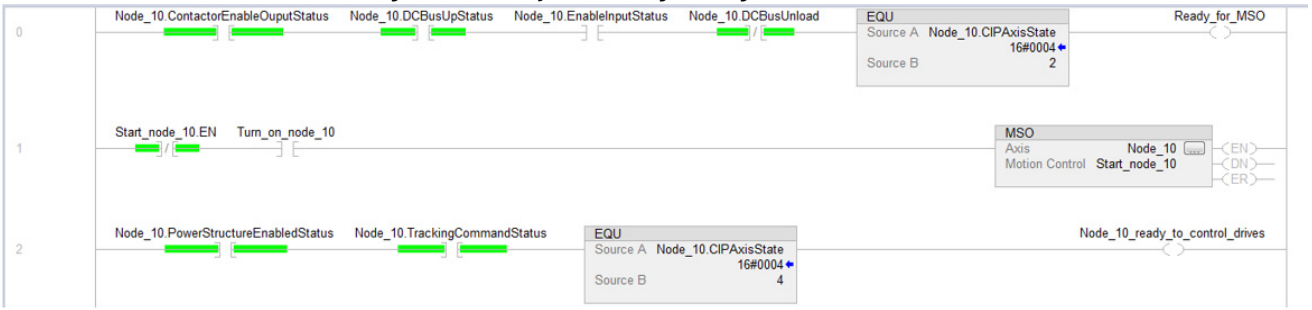 Node_10.ContactorEnableOuputStatus Node_10.DCBusUpStatus Node_10.EnableInputStatus Node_10.DCBusUnload EQU Ready_for_MSO
0
Source A Node_10.CIPAxisState
16#0004
Source B 2
Start_node_10.EN Turn_on_node_10 MSO
1
Axis Node_10 ... EN
Motion Control Start_node_10 DN
ER
Node_10.PowerStructureEnabledStatus Node_10.TrackingCommandStatus EQU Node_10_ready_to_control_drives
2
Source A Node_10.CIPAxisState
16#0004
Source B 4